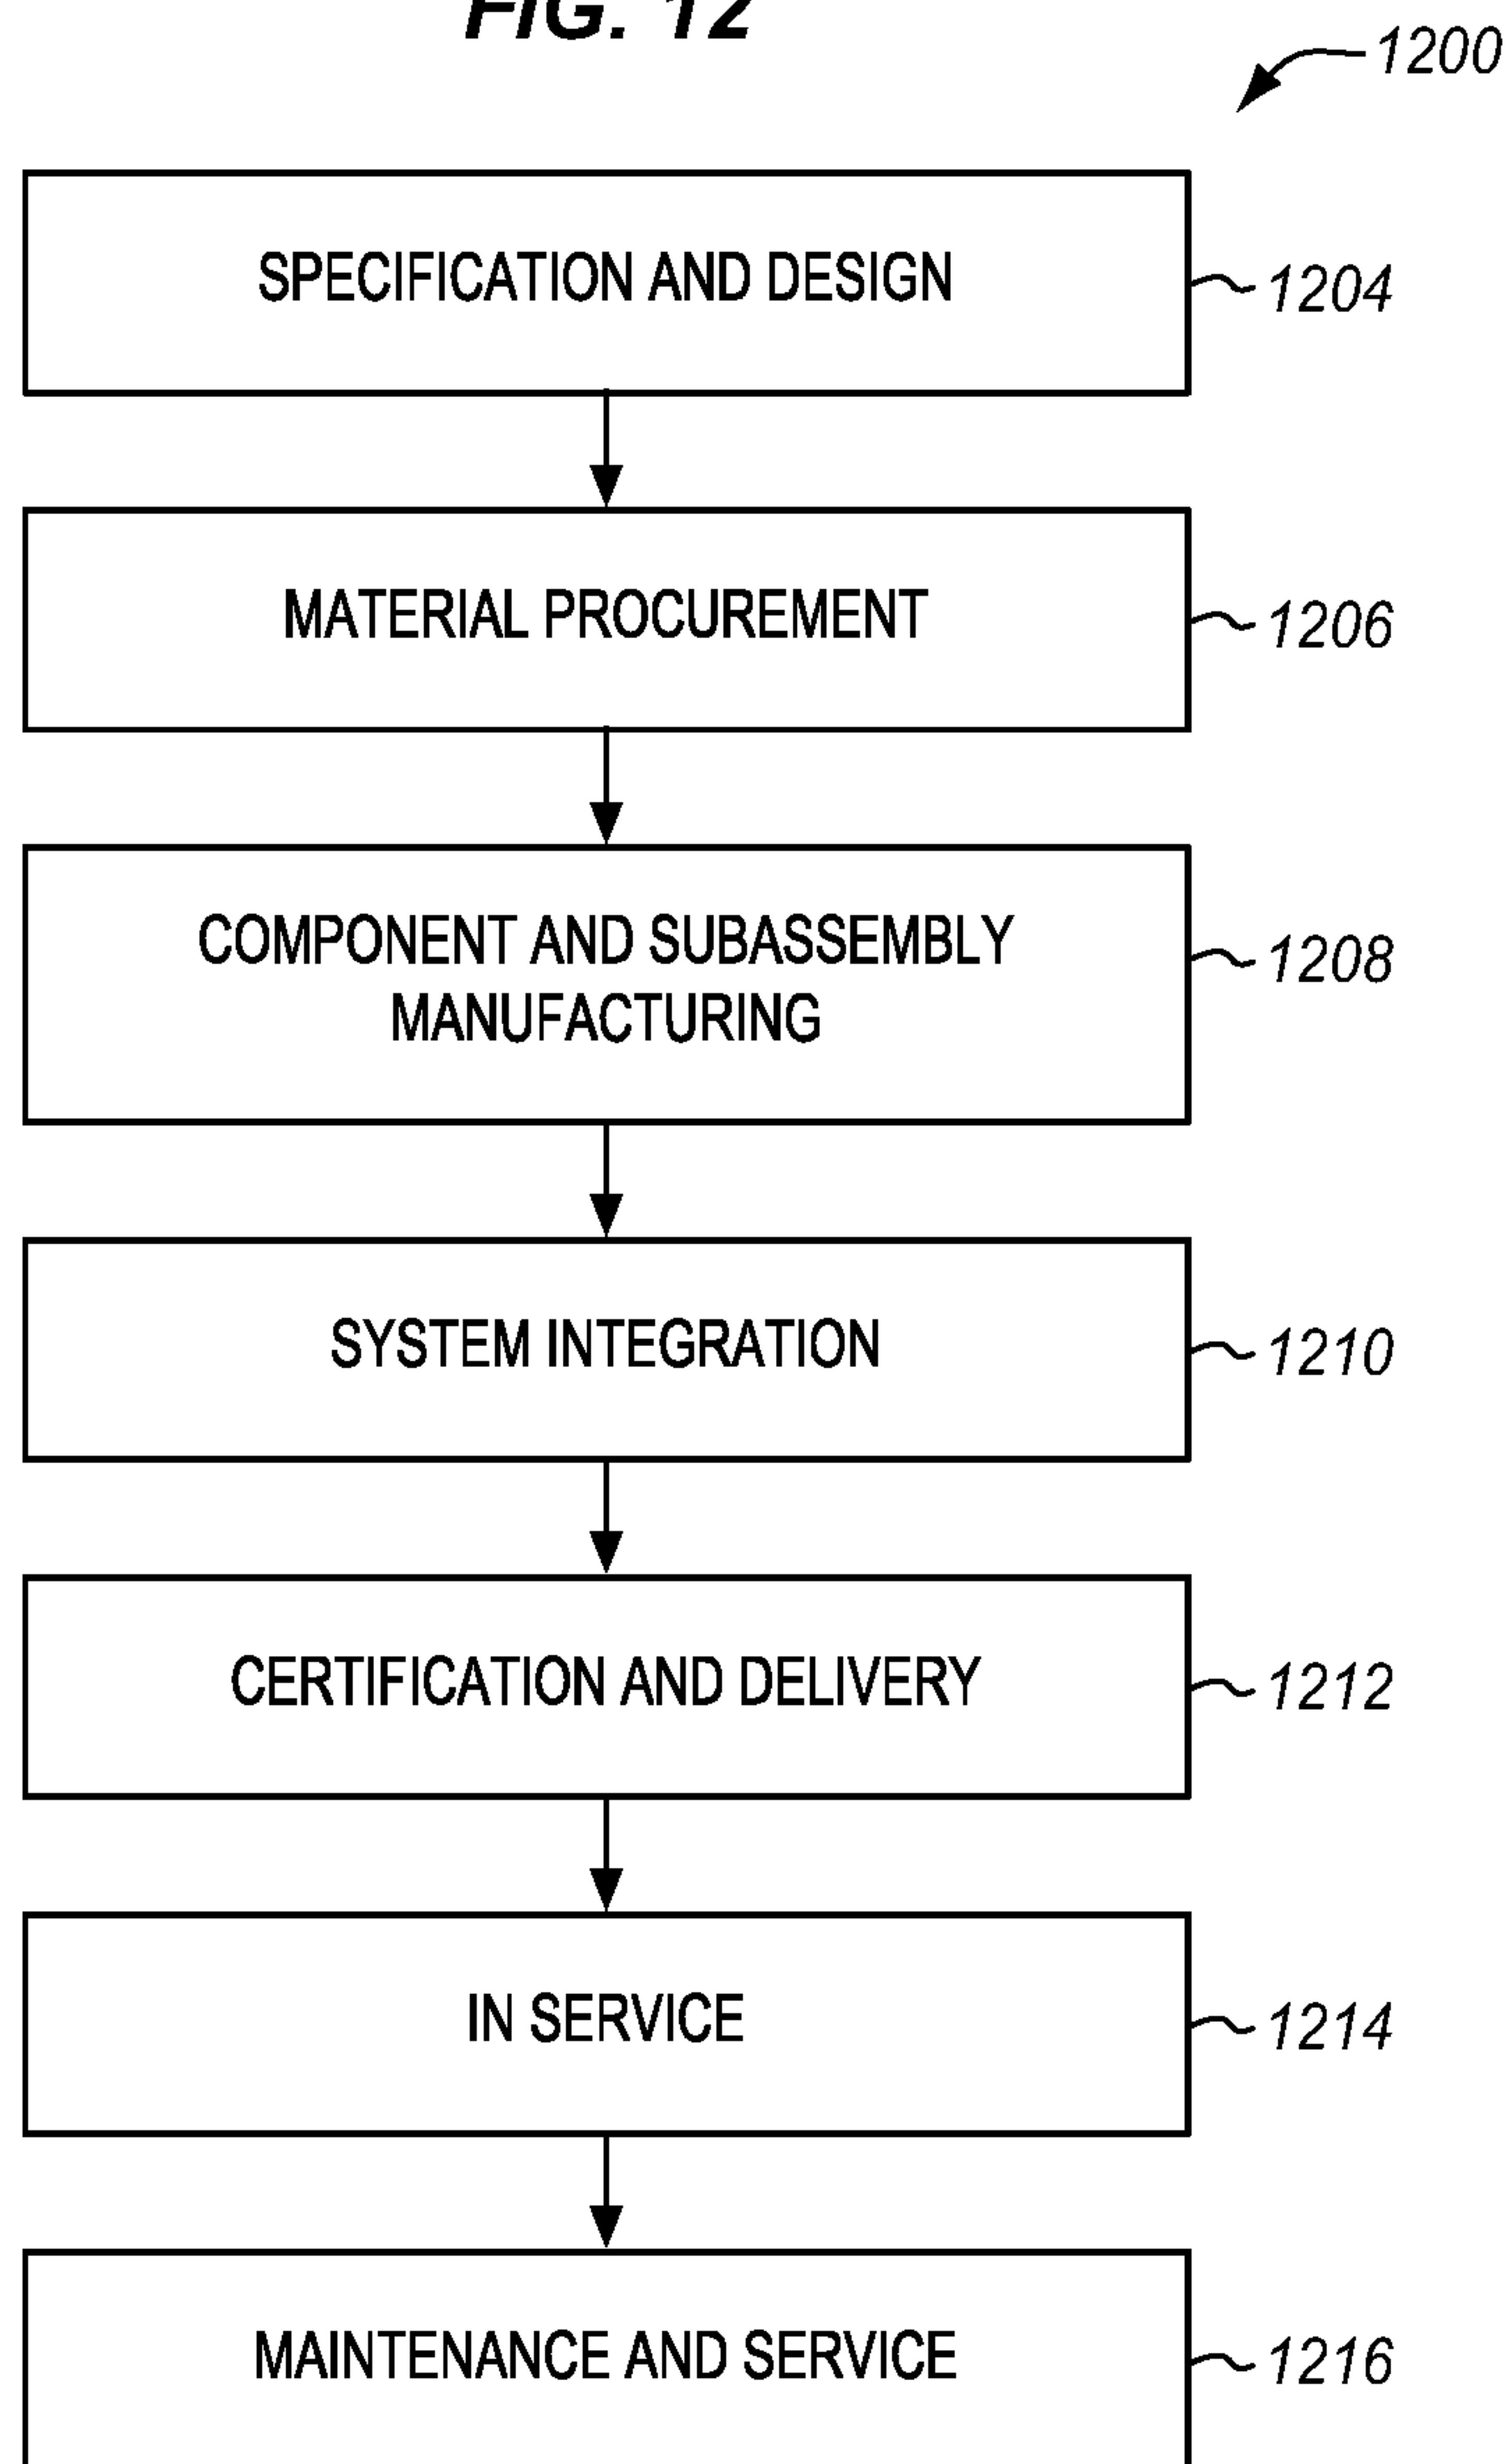 FIG. 12
1200
SPECIFICATION AND DESIGN
1204
MATERIAL PROCUREMENT
1206
COMPONENT AND SUBASSEMBLY
MANUFACTURING
1208
SYSTEM INTEGRATION
1210
CERTIFICATION AND DELIVERY
1212
IN SERVICE
1214
MAINTENANCE AND SERVICE
1216